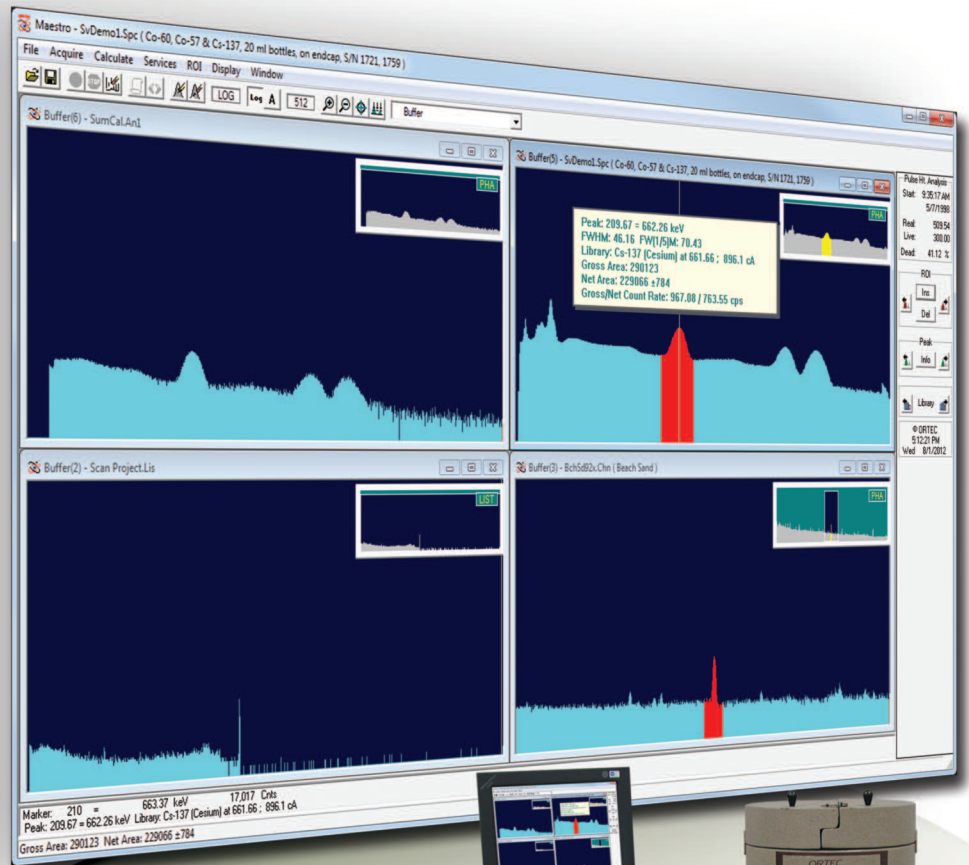 Maestro - SvDemo1.Spc ( Co-60, Co-57 & Cs-137, 20 ml bottles, on endcap, S/N 1721, 1759 )
File Acquire Calculate Services ROI Display Window
LOG Log A 512 Buffer
Buffer(6) - SumCal.An1
PHA
Buffer(5) - SvDemo1.Spc ( Co-60, Co-57 & Cs-137, 20 ml bottles, on endcap, S/N 1721, 1759 )
PHA
Peak: 209.67 = 662.26 keV
FWHM: 46.16 FW(1/5)M: 70.43
Library: Cs-137 (Cesium) at 661.66 ; 896.1 cA
Gross Area: 290123
Net Area: 229066 ±784
Gross/Net Count Rate: 967.08 / 763.55 cps
Pulse Ht. Analysis
Start: 9:35:17 AM
5/7/1998
Real: 509.54
Live: 300.00
Dead: 41.12 %
ROI
Ins
Del
Peak
Info
Library
© ORTEC
5:12:21 PM
Wed 8/1/2012
Buffer(2) - Scan Project.Lis
LIST
Buffer(3) - Bch5d92x.Chn ( Beach Sand )
PHA
Marker: 210 = 663.37 keV 17,017 Cnts
Peak: 209.67 = 662.26 keV Library: Cs-137 (Cesium) at 661.66 ; 896.1 cA
Gross Area: 290123 Net Area: 229066 ±784
ORTEC